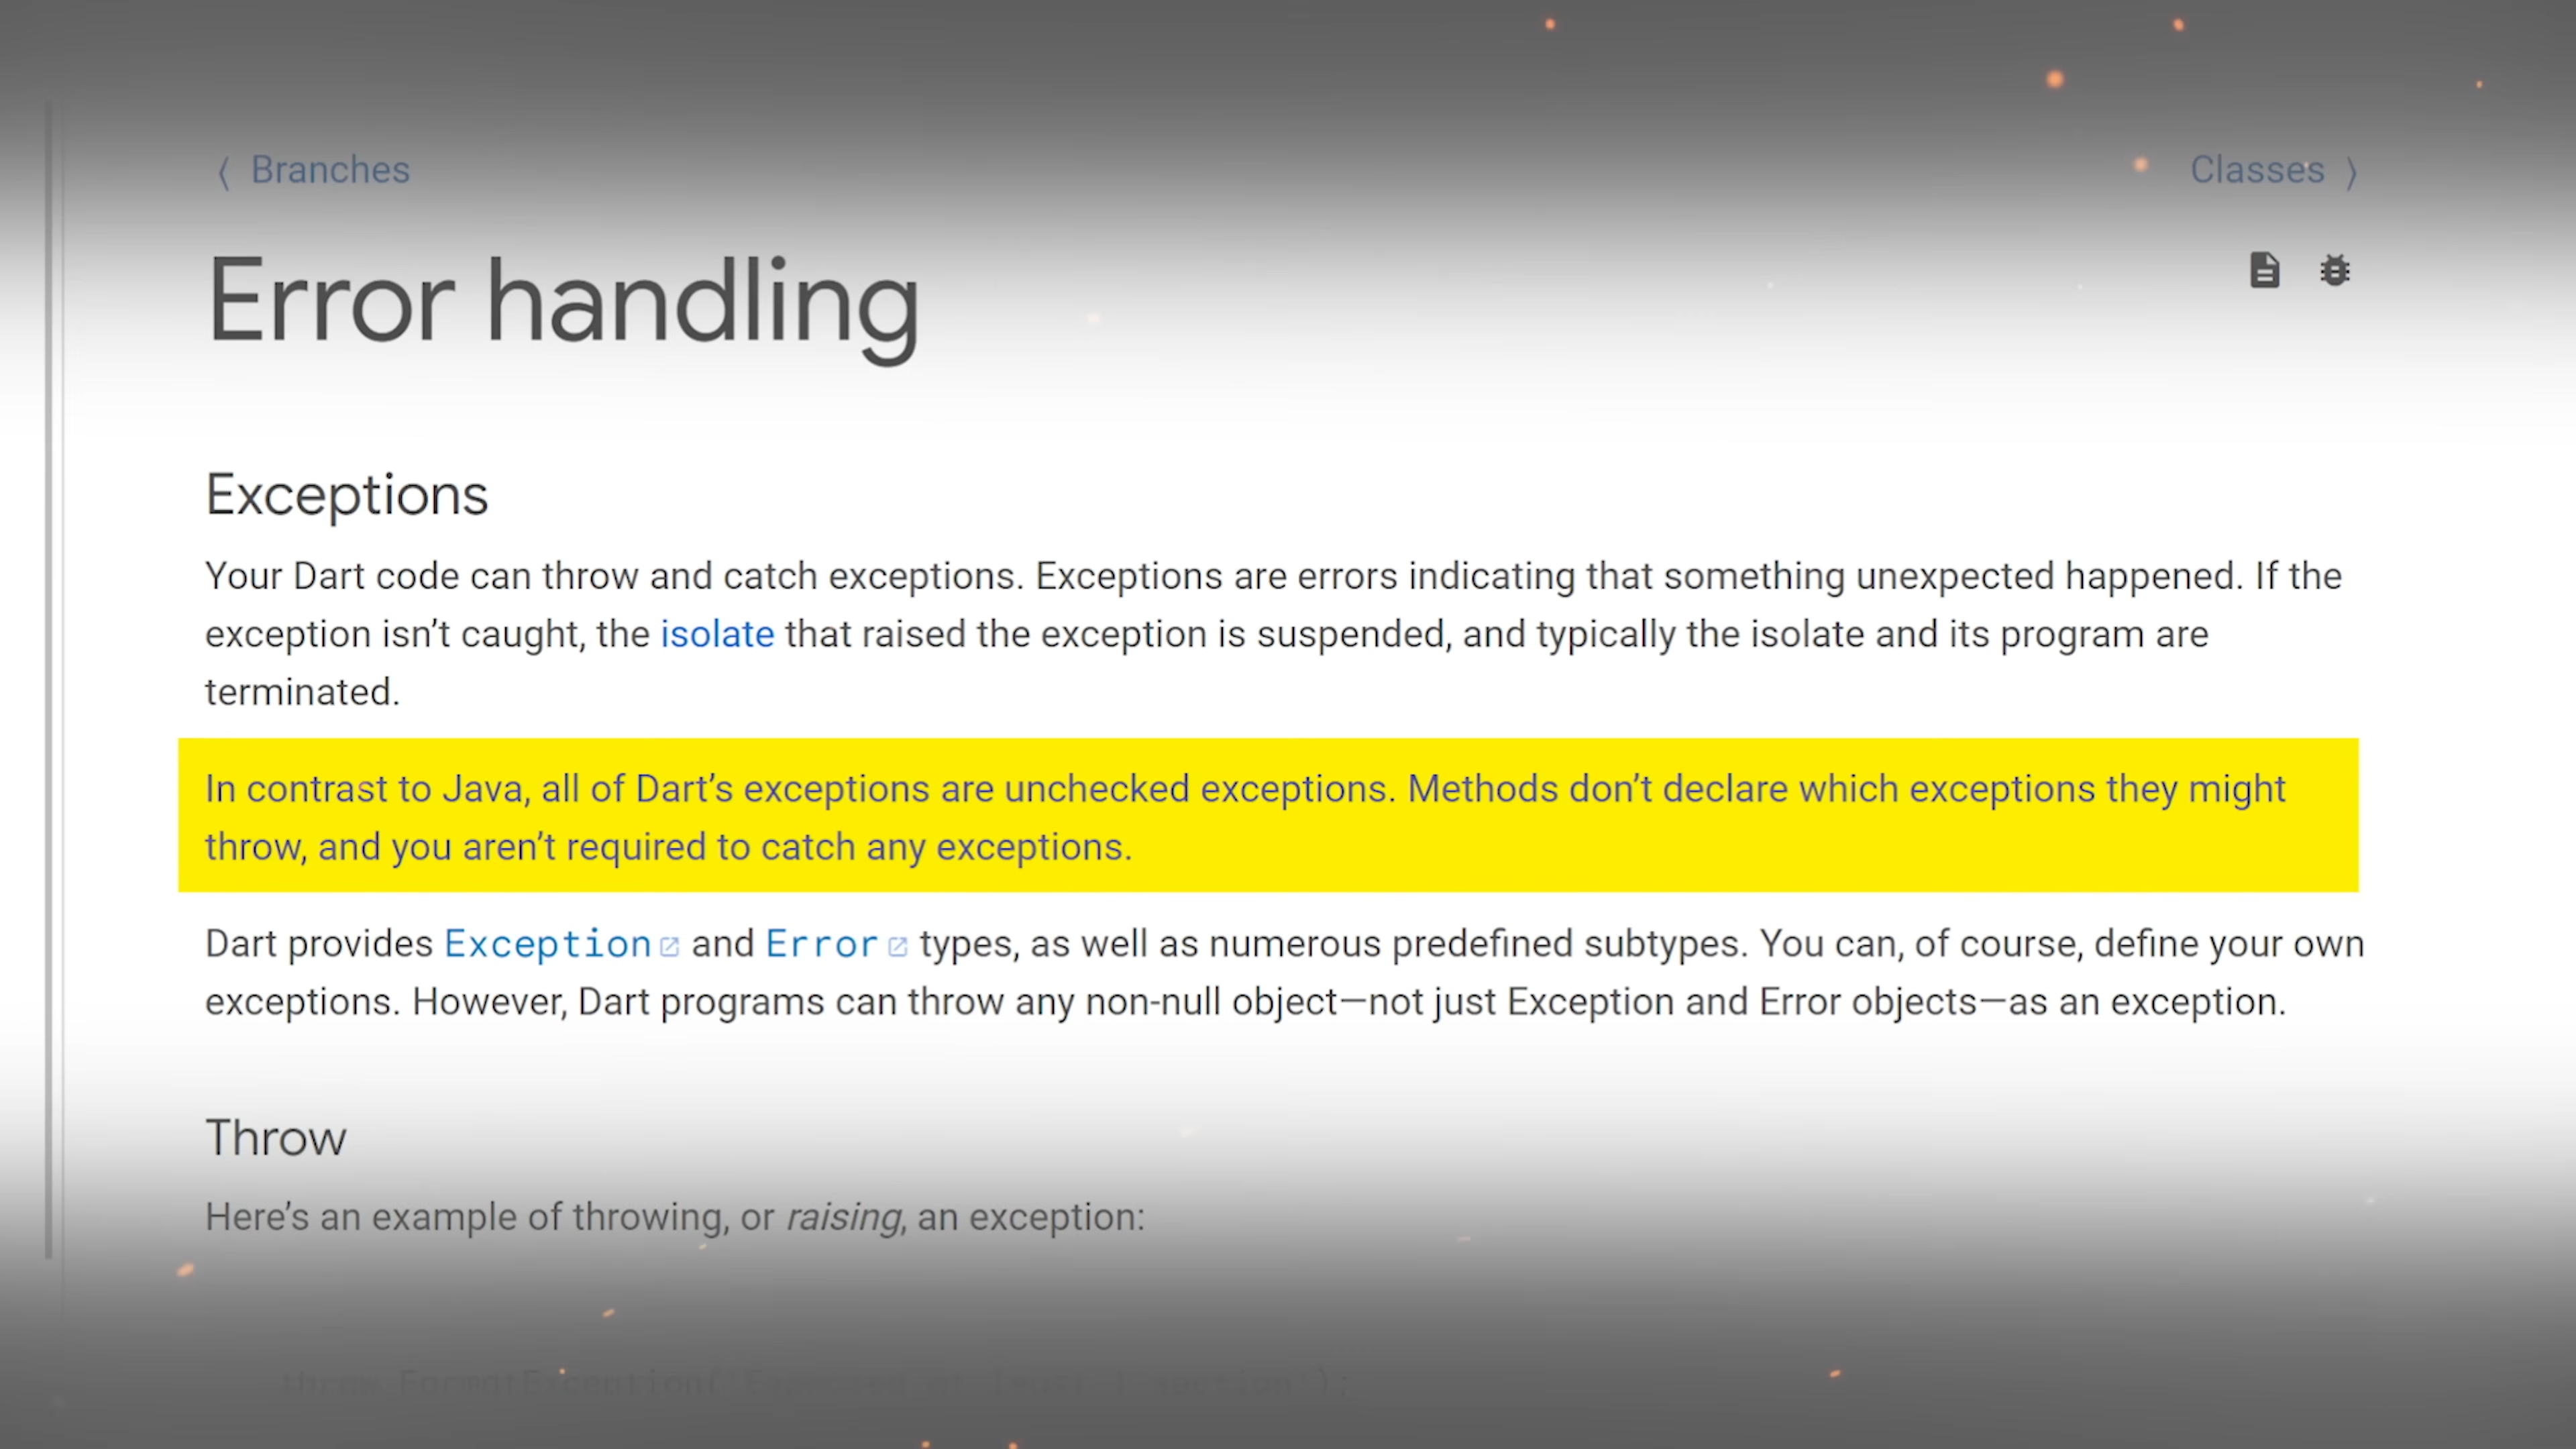 Branches
Classes
Error handling
Exceptions
Your Dart code can throw and catch exceptions. Exceptions are errors indicating that something unexpected happened. If the
exception isn’t caught, the isolate that raised the exception is suspended, and typically the isolate and its program are
terminated.
In contrast to Java, all of Dart’s exceptions are unchecked exceptions. Methods don’t declare which exceptions they might
throw, and you aren’t required to catch any exceptions.
Dart provides Exception and Error types, as well as numerous predefined subtypes. You can, of course, define your own
exceptions. However, Dart programs can throw any non-null object—not just Exception and Error objects—as an exception.
Throw
Here’s an example of throwing, or raising, an exception:
throw FormatException(